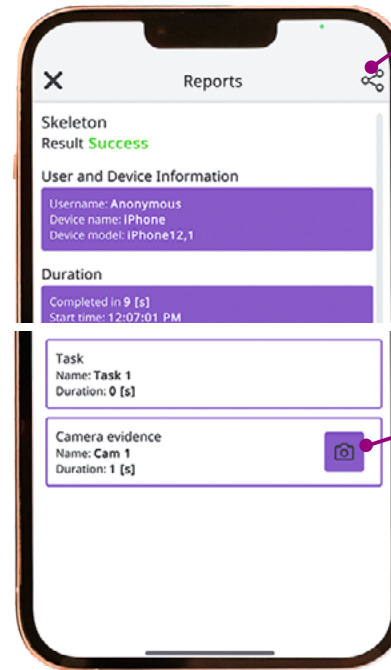 Reports
Skeleton
Result Success
User and Device Information
Username: Anonymous
Device name: iPhone
Device model: iPhone12,1
Duration
Completed in 9 [s]
Start time: 12:07:01 PM
Task
Name: Task 1
Duration: 0 [s]
Camera evidence
Name: Cam 1
Duration: 1 [s]